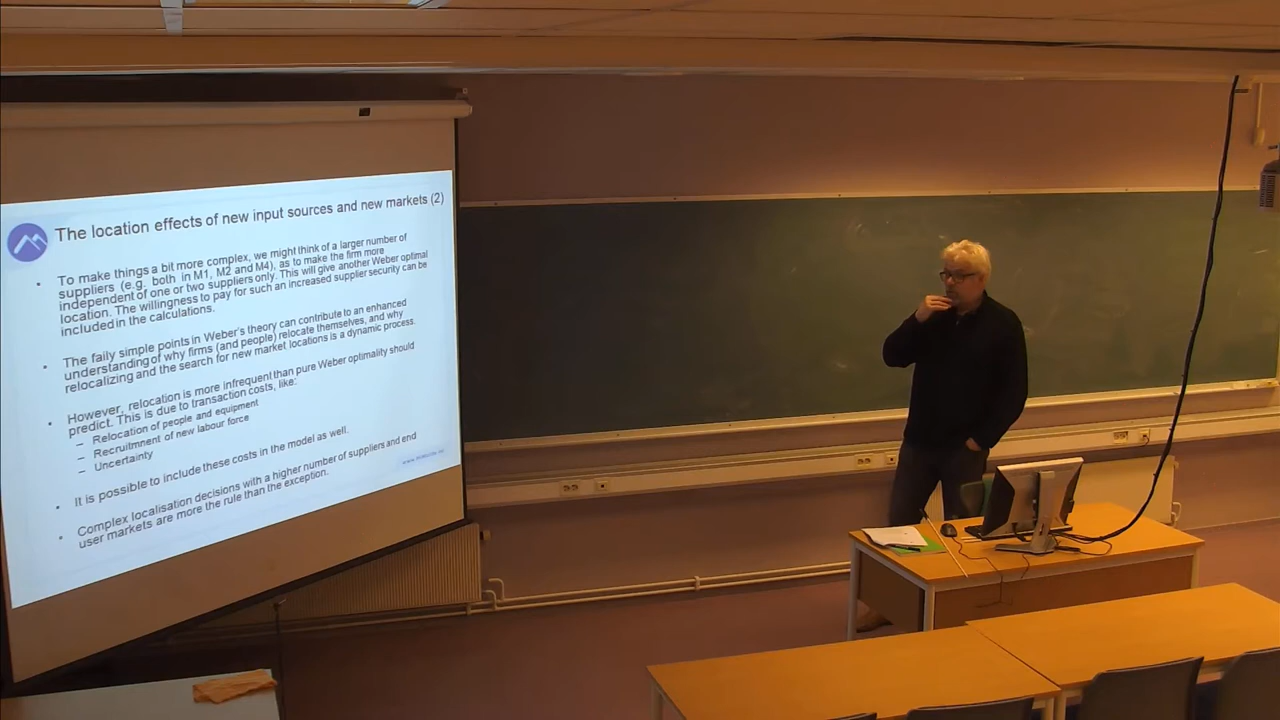 The location effects of new input sources and new markets (2)
• To make things a bit more complex, we might think of a larger number of
suppliers (e.g. both in M1, M2 and M4), as to make the firm more
independent of one or two suppliers only. This will give another Weber optimal
location. The willingness to pay for such an increased supplier security can be
included in the calculations.
• The faily simple points in Weber's theory can contribute to an enhanced
understanding of why firms (and people) relocate themselves, and why
relocalizing and the search for new market locations is a dynamic process.
• However, relocation is more infrequent than pure Weber optimality should
predict. This is due to transaction costs, like:
– Relocation of people and equipment
– Recruitmnent of new labour force
– Uncertainty
• It is possible to include these costs in the model as well.
• Complex localisation decisions with a higher number of suppliers and end
user markets are more the rule than the exception.